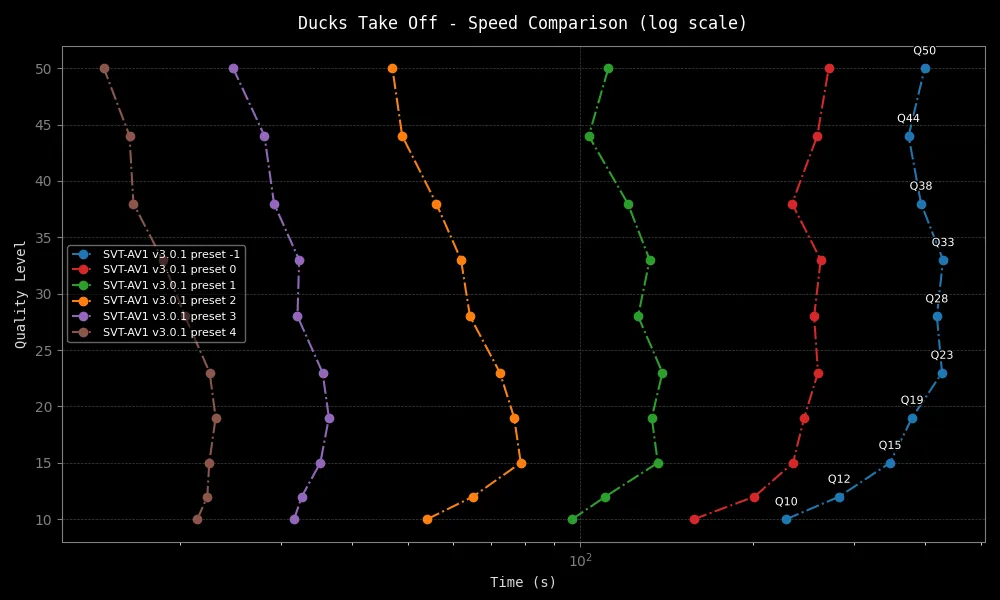 Ducks Take Off - Speed Comparison (log scale)
Q50
50
Q44
45
40
Q38
35
Q33
SVT-AV1 v3.0.1 preset -1
SVT-AV1 v3.0.1 preset 0
SVT-AV1 v3.0.1 preset 1
SVT-AV1 v3.0.1 preset 2
SVT-AV1 v3.0.1 preset 3
SVT-AV1 v3.0.1 preset 4
Quality Level
30
Q28
25
Q23
20
Q19
15
Q15
Q12
10
Q10
10²
Time (s)